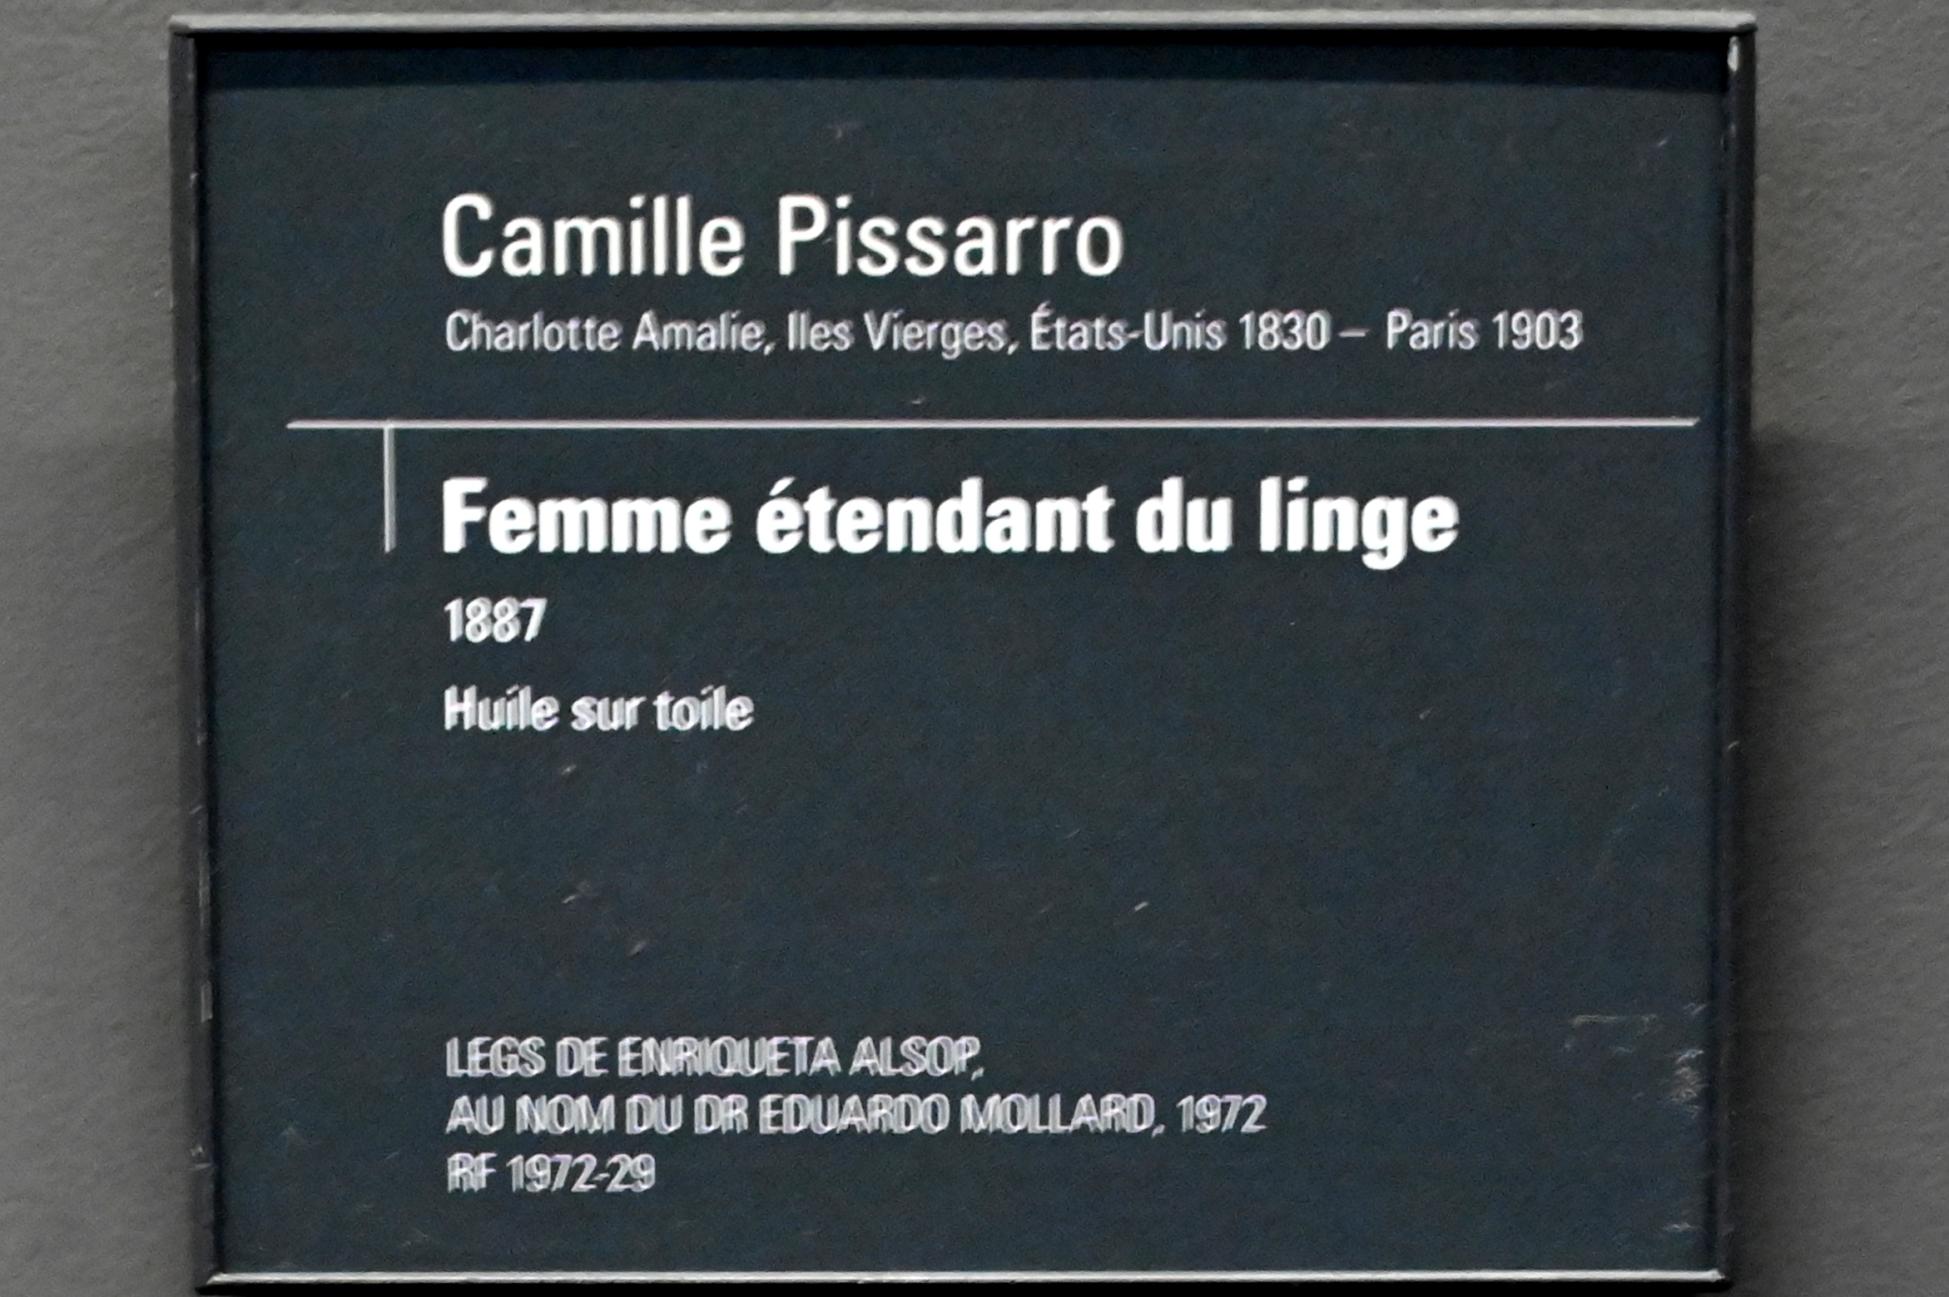 Camille Pissarro
Charlotte Amalie, Iles Vierges, États-Unis 1830 – Paris 1903
Femme étendant du linge
1887
Huile sur toile
LEGS DE ENRIQUETA ALSOP,
AU NOM DU DR EDUARDO MOLLARD, 1972
RF 1972-29